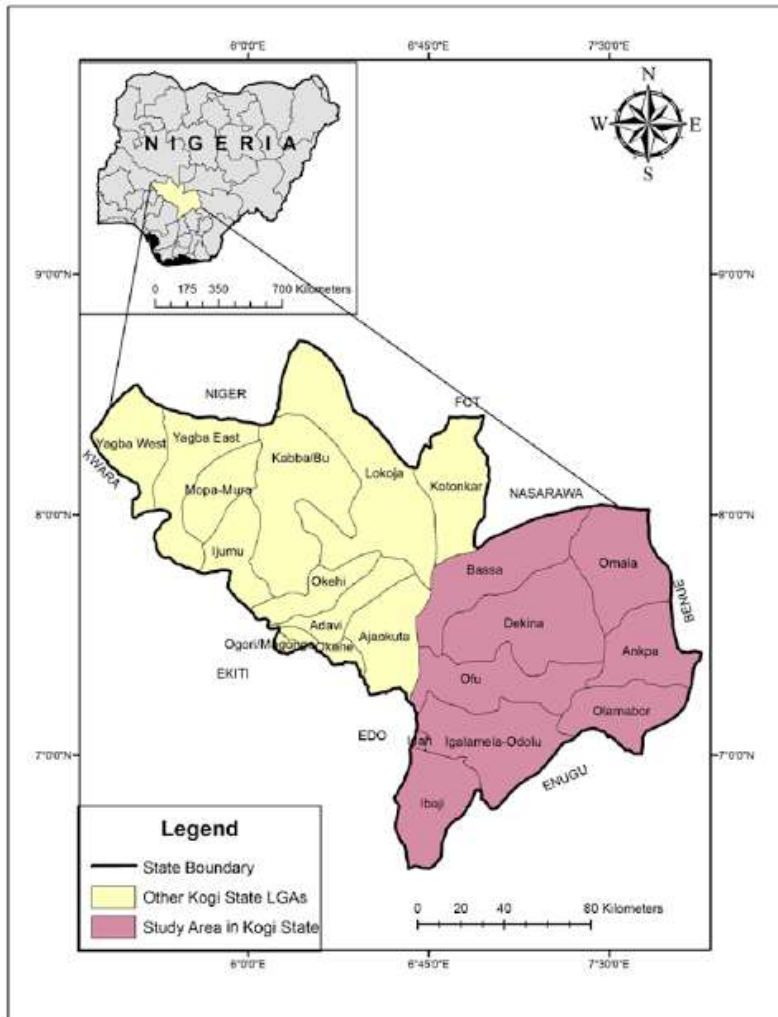 6°0'0"E 6°45'0"E 7°30'0"E
N
W E
S
NIGERIA
0 175 350 700 Kilometers
9°0'0"N 9°0'0"N
NIGER
FCT
Yagba West
Yagba East
Kabba/Bu
KWARA
Lokoja
Kotonkar
Mopa-Muro
NASARAWA
8°0'0"N 8°0'0"N
Ijumu
Bassa
Omala
Okehi
BENUE
Adavi
Dekina
Ajaokuta
Ogori/Magongo
Okene
Ankpa
EKITI
Ofu
Olamabor
EDO
Idah
Igalamela-Odolu
7°0'0"N 7°0'0"N
ENUGU
Ibaji
Legend
State Boundary
Other Kogi State LGAs
Study Area in Kogi State
0 20 40 80 Kilometers
6°0'0"E 6°45'0"E 7°30'0"E